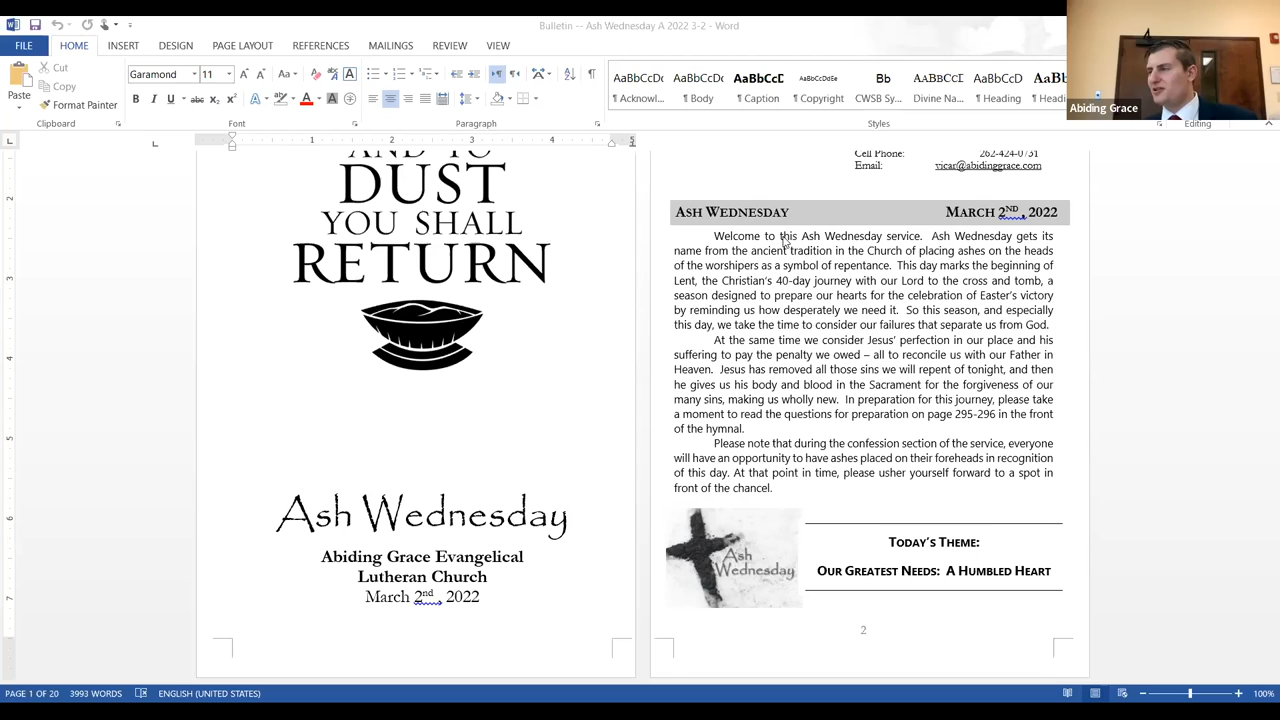 Bulletin -- Ash Wednesday A 2022 3-2 - Word
FILE HOME INSERT DESIGN PAGE LAYOUT REFERENCES MAILINGS REVIEW VIEW
Paste
Cut
Copy
Format Painter
Garamond 11
AaBbCcDc AaBbCcDc AaBbCcD AaBbCcDdEe Bb AaBbCcD AaBbCcD AaBb
¶ Acknowl... ¶ Body ¶ Caption ¶ Copyright CWSB Sy... Divine Na... ¶ Heading ¶ Headi
Clipboard Font Paragraph Styles Editing
Abiding Grace
AND TO
DUST
YOU SHALL
RETURN
Ash Wednesday
Abiding Grace Evangelical
Lutheran Church
March 2nd, 2022
Cell Phone: 262-424-0731
Email: vicar@abidinggrace.com
ASH WEDNESDAY MARCH 2ND, 2022
Welcome to this Ash Wednesday service. Ash Wednesday gets its
name from the ancient tradition in the Church of placing ashes on the heads
of the worshipers as a symbol of repentance. This day marks the beginning of
Lent, the Christian's 40-day journey with our Lord to the cross and tomb, a
season designed to prepare our hearts for the celebration of Easter's victory
by reminding us how desperately we need it. So this season, and especially
this day, we take the time to consider our failures that separate us from God.
At the same time we consider Jesus' perfection in our place and his
suffering to pay the penalty we owed – all to reconcile us with our Father in
Heaven. Jesus has removed all those sins we will repent of tonight, and then
he gives us his body and blood in the Sacrament for the forgiveness of our
many sins, making us wholly new. In preparation for this journey, please take
a moment to read the questions for preparation on page 295-296 in the front
of the hymnal.
Please note that during the confession section of the service, everyone
will have an opportunity to have ashes placed on their foreheads in recognition
of this day. At that point in time, please usher yourself forward to a spot in
front of the chancel.
Ash
Wednesday
TODAY'S THEME:
OUR GREATEST NEEDS: A HUMBLED HEART
2
PAGE 1 OF 20 3993 WORDS ENGLISH (UNITED STATES) 100%